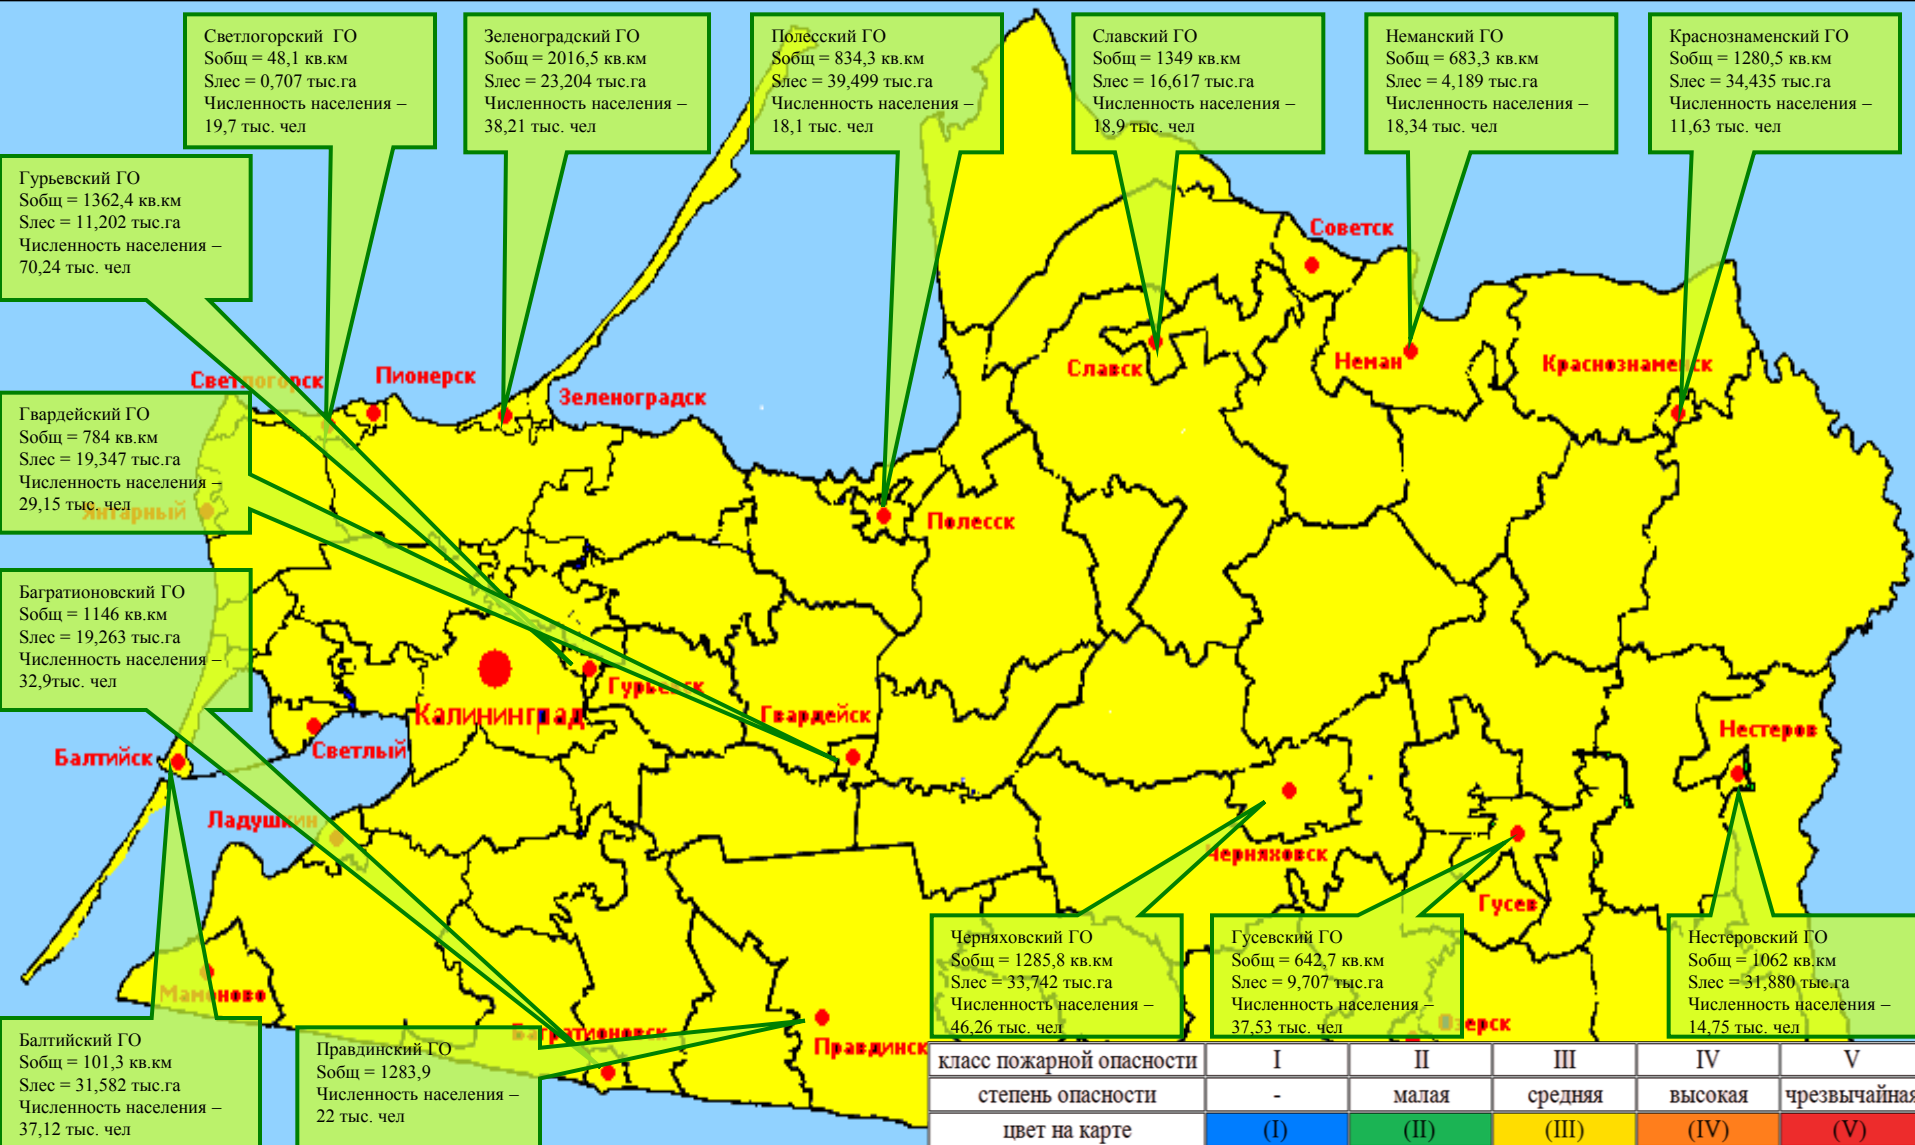 Светлогорский ГО
Sобщ = 48,1 кв.км
Sлес = 0,707 тыс.га
Численность населения –
19,7 тыс. чел
Зеленоградский ГО
Sобщ = 2016,5 кв.км
Sлес = 23,204 тыс.га
Численность населения –
38,21 тыс. чел
Полесский ГО
Sобщ = 834,3 кв.км
Sлес = 39,499 тыс.га
Численность населения –
18,1 тыс. чел
Славский ГО
Sобщ = 1349 кв.км
Sлес = 16,617 тыс.га
Численность населения –
18,9 тыс. чел
Неманский ГО
Sобщ = 683,3 кв.км
Sлес = 4,189 тыс.га
Численность населения –
18,34 тыс. чел
Краснознаменский ГО
Sобщ = 1280,5 кв.км
Sлес = 34,435 тыс.га
Численность населения –
11,63 тыс. чел
Гурьевский ГО
Sобщ = 1362,4 кв.км
Sлес = 11,202 тыс.га
Численность населения –
70,24 тыс. чел
Советск
Светлогорск
Пионерск
Зеленоградск
Славск
Неман
Краснознаменск
Гвардейский ГО
Sобщ = 784 кв.км
Sлес = 19,347 тыс.га
Численность населения –
29,15 тыс. чел
Янтарный
Полесск
Багратионовский ГО
Sобщ = 1146 кв.км
Sлес = 19,263 тыс.га
Численность населения –
32,9тыс. чел
Гурьевск
Калининград
Гвардейск
Нестеров
Балтийск
Светлый
Ладушкин
Черняховск
Гусев
Мамоново
Багратионовск
Правдинск
Озерск
Черняховский ГО
Sобщ = 1285,8 кв.км
Sлес = 33,742 тыс.га
Численность населения –
46,26 тыс. чел
Гусевский ГО
Sобщ = 642,7 кв.км
Sлес = 9,707 тыс.га
Численность населения –
37,53 тыс. чел
Нестеровский ГО
Sобщ = 1062 кв.км
Sлес = 31,880 тыс.га
Численность населения –
14,75 тыс. чел
Балтийский ГО
Sобщ = 101,3 кв.км
Sлес = 31,582 тыс.га
Численность населения –
37,12 тыс. чел
Правдинский ГО
Sобщ = 1283,9
Численность населения –
22 тыс. чел
класс пожарной опасности I II III IV V
степень опасности - малая средняя высокая чрезвычайная
цвет на карте (I) (II) (III) (IV) (V)